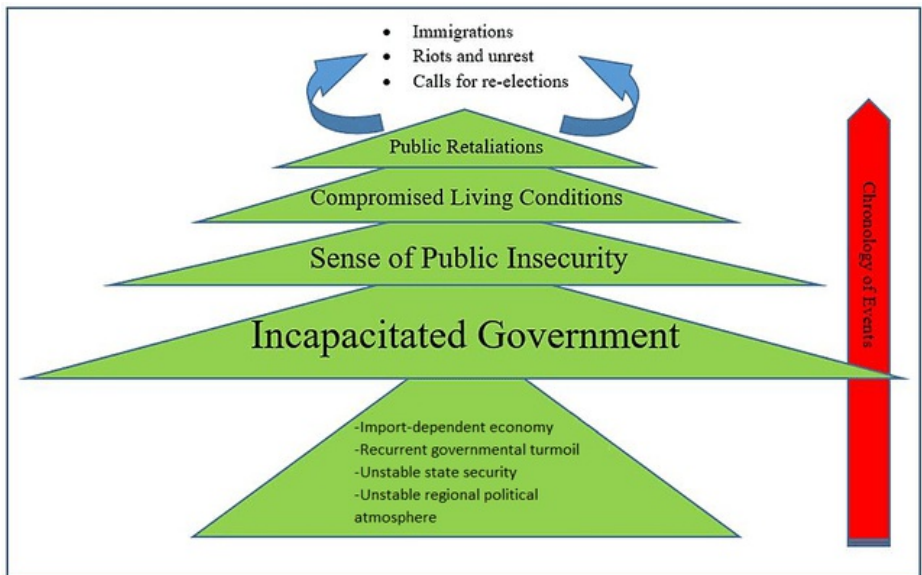 • Immigrations
• Riots and unrest
• Calls for re-elections
Public Retaliations
Compromised Living Conditions
Sense of Public Insecurity
Incapacitated Government
-Import-dependent economy
-Recurrent governmental turmoil
-Unstable state security
-Unstable regional political
atmosphere
Chronology of Events